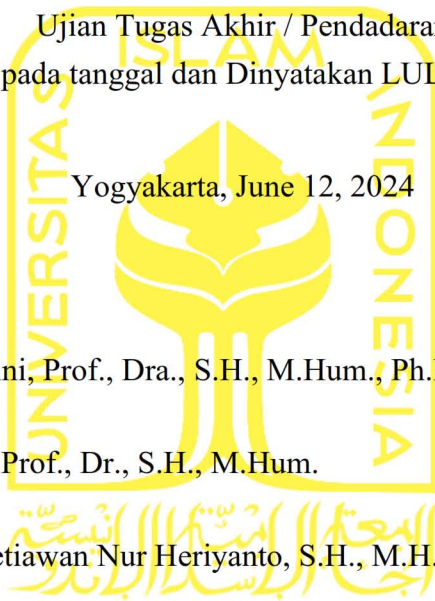 Ujian Tugas Akhir / Pendadaran
ISLAM
pada tanggal dan Dinyatakan LUL
UNIVERSITAS
INDONESIA
Yogyakarta, June 12, 2024
ni, Prof., Dra., S.H., M.Hum., Ph.
Prof., Dr., S.H., M.Hum.
etiawan Nur Heriyanto, S.H., M.H.